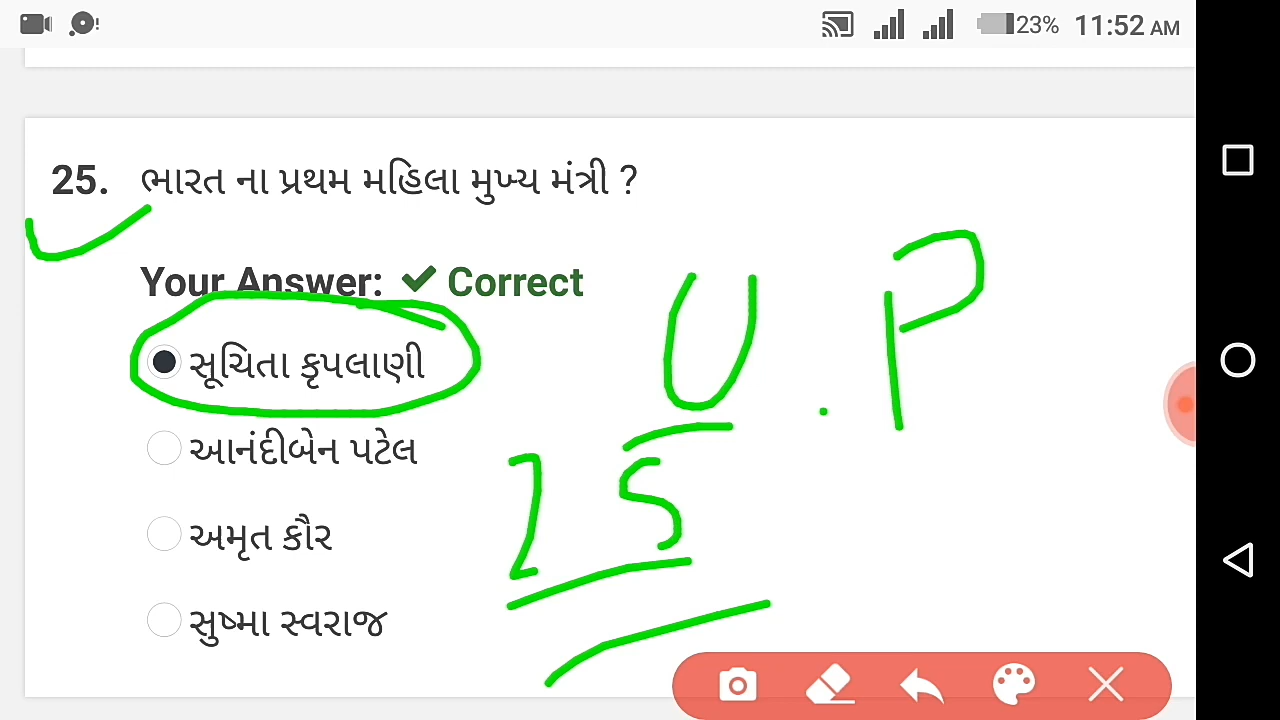 23% 11:52 AM
25. ભારત ના પ્રથમ મહિલા મુખ્ય મંત્રી ?
Your Answer: ✔ Correct
સૂચિતા કૃપલાણી
U.P
આનંદીબેન પટેલ
25
અમૃત કૌર
સુષ્મા સ્વરાજ